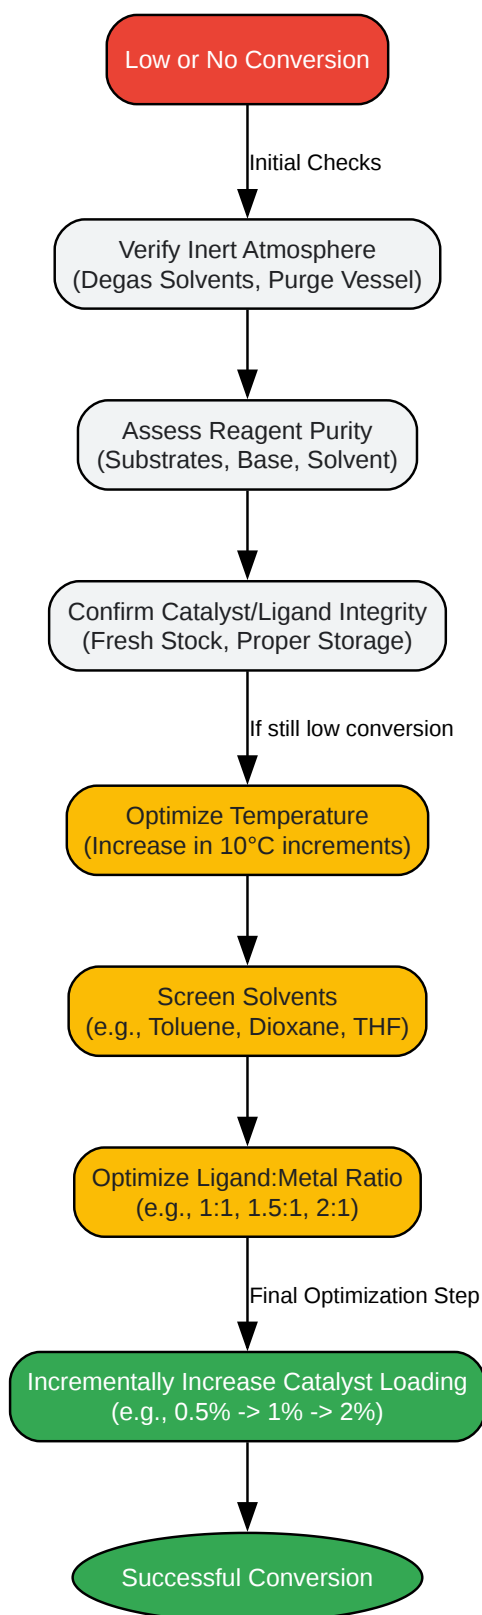 Low or No Conversion
Initial Checks
Verify Inert Atmosphere
(Degas Solvents, Purge Vessel)
Assess Reagent Purity
(Substrates, Base, Solvent)
Confirm Catalyst/Ligand Integrity
(Fresh Stock, Proper Storage)
If still low conversion
Optimize Temperature
(Increase in 10°C increments)
Screen Solvents
(e.g., Toluene, Dioxane, THF)
Optimize Ligand:Metal Ratio
(e.g., 1:1, 1.5:1, 2:1)
Final Optimization Step
Incrementally Increase Catalyst Loading
(e.g., 0.5% -> 1% -> 2%)
Successful Conversion